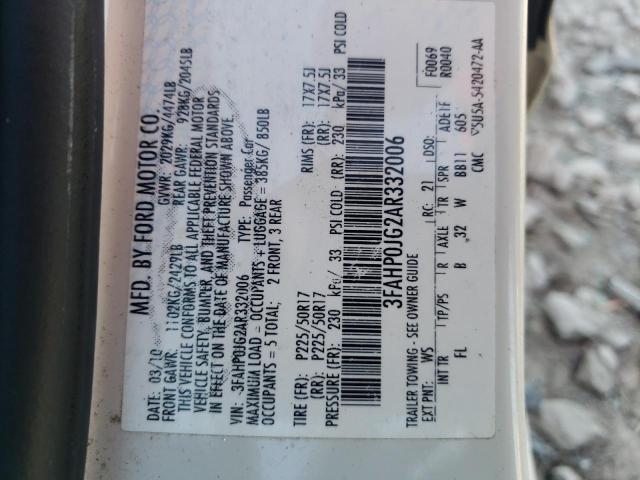 MFD. BY FORD MOTOR CO.
DATE: 03/10 GVWR: 2029KG/4474LB
FRONT GAWR: 1102KG/2429LB REAR GAWR: 928KG/2045LB
THIS VEHICLE CONFORMS TO ALL APPLICABLE FEDERAL MOTOR
VEHICLE SAFETY, BUMPER, AND THEFT PREVENTION STANDARDS
IN EFFECT ON THE DATE OF MANUFACTURE SHOWN ABOVE.
VIN: 3FAHP0JG2AR332006 TYPE: Passenger Car
MAXIMUM LOAD = OCCUPANTS + LUGGAGE = 385KG/ 850LB
OCCUPANTS = 5 TOTAL; 2 FRONT, 3 REAR
TIRE (FR): P225/50R17 RIMS (FR): 17X7.5J
(RR): P225/50R17 (RR): 17X7.5J
PRESSURE (FR): 230 kPa/ 33 PSI COLD (RR): 230 kPa/ 33 PSI COLD
3FAHP0JG2AR332006
F0069
R0040
TRAILER TOWING - SEE OWNER GUIDE
EXT PNT: WS RC: 21 DSO:
INT TR TP/PS R AXLE TR SPR ADEIF
FL B 32 W BB11 605
CMC 5U5A-5420472-AA